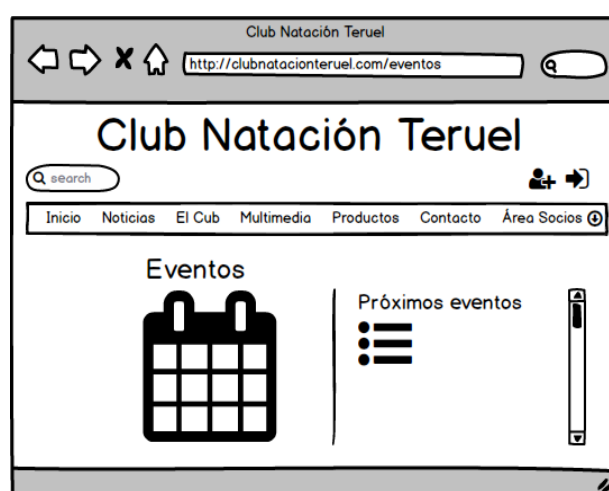 Club Natación Teruel
http://clubnatacionteruel.com/eventos
Club Natación Teruel
search
Inicio Noticias El Cub Multimedia Productos Contacto Área Socios
Eventos
Próximos eventos